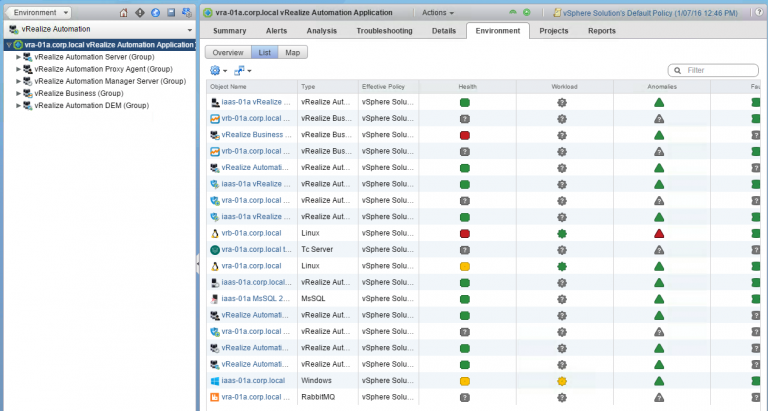 Environment
vRealize Automation
vra-01a.corp.local vRealize Automation Application
vRealize Automation Server (Group)
vRealize Automation Proxy Agent (Group)
vRealize Automation Manager Server (Group)
vRealize Business (Group)
vRealize Automation DEM (Group)
vra-01a.corp.local vRealize Automation Application Actions vSphere Solution's Default Policy (1/07/16 12:46 PM)
Summary Alerts Analysis Troubleshooting Details Environment Projects Reports
Overview List Map
Filter
Object Name Type Effective Policy Health Workload Anomalies Fau
iaas-01a vRealize ... vRealize Aut... vSphere Solu...
vrb-01a.corp.local ... vRealize Bus... vSphere Solu...
vRealize Business ... vRealize Bus... vSphere Solu...
vrb-01a.corp.local ... vRealize Bus... vSphere Solu...
vRealize Automati... vRealize Aut... vSphere Solu...
iaas-01a vRealize ... vRealize Aut... vSphere Solu...
vra-01a.corp.local ... vRealize Aut... vSphere Solu...
iaas-01a vRealize ... vRealize Aut... vSphere Solu...
vrb-01a.corp.local Linux vSphere Solu...
vra-01a.corp.local t... Tc Server vSphere Solu...
vra-01a.corp.local Linux vSphere Solu...
vRealize Automati... vRealize Aut... vSphere Solu...
iaas-01a MsSQL 2... MsSQL vSphere Solu...
vRealize Automati... vRealize Aut... vSphere Solu...
vra-01a.corp.local ... vRealize Aut... vSphere Solu...
vRealize Automati... vRealize Aut... vSphere Solu...
vRealize Automati... vRealize Aut... vSphere Solu...
iaas-01a.corp.local Windows vSphere Solu...
vra-01a.corp.local ... RabbitMQ vSphere Solu...